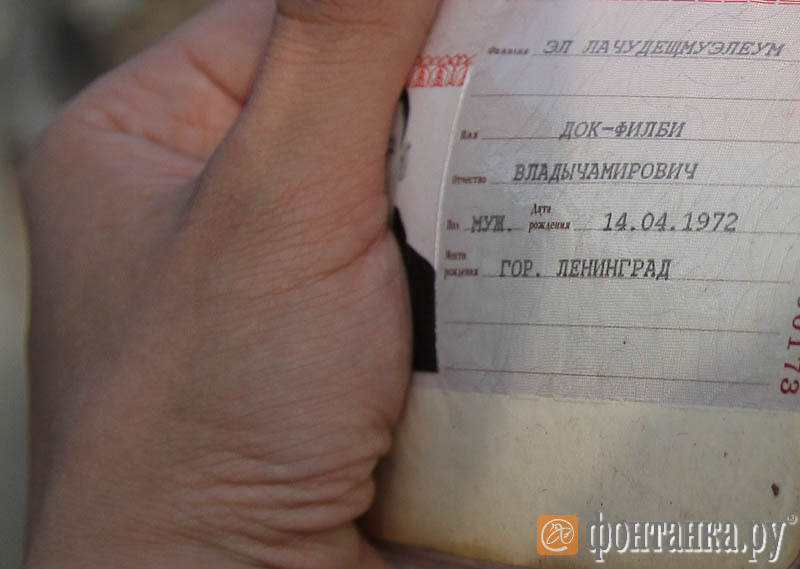 Фамилия ЭЛ ЛАЧУДЕЩМУЭЛЕУМ
Имя ДОК-ФИЛБИ
Отчество ВЛАДЫЧАМИРОВИЧ
Пол МУЖ. Дата рождения 14.04.1972
Место рождения ГОР. ЛЕНИНГРАД
00173
фонтанка.ру®